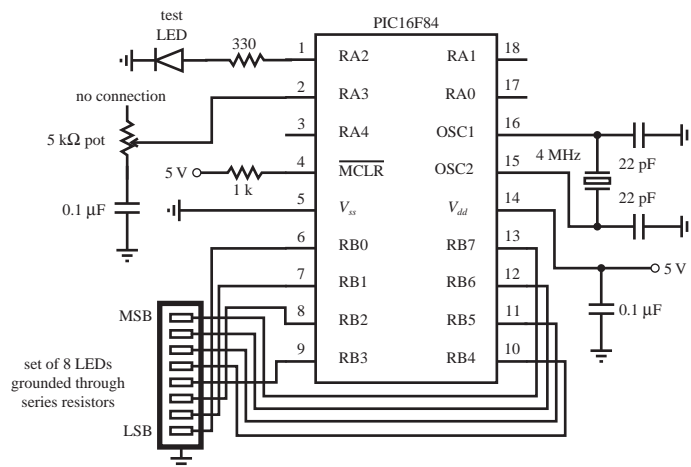 PIC16F84
test
LED
330
1
RA2
RA1
18
no connection
2
RA3
RA0
17
5 kΩ pot
3
RA4
OSC1
16
5 V
1 k
4
MCLR
OSC2
15
4 MHz
22 pF
22 pF
0.1 μF
5
Vss
Vdd
14
6
RB0
RB7
13
5 V
7
RB1
RB6
12
MSB
8
RB2
RB5
11
0.1 μF
9
RB3
RB4
10
set of 8 LEDs
grounded through
series resistors
LSB